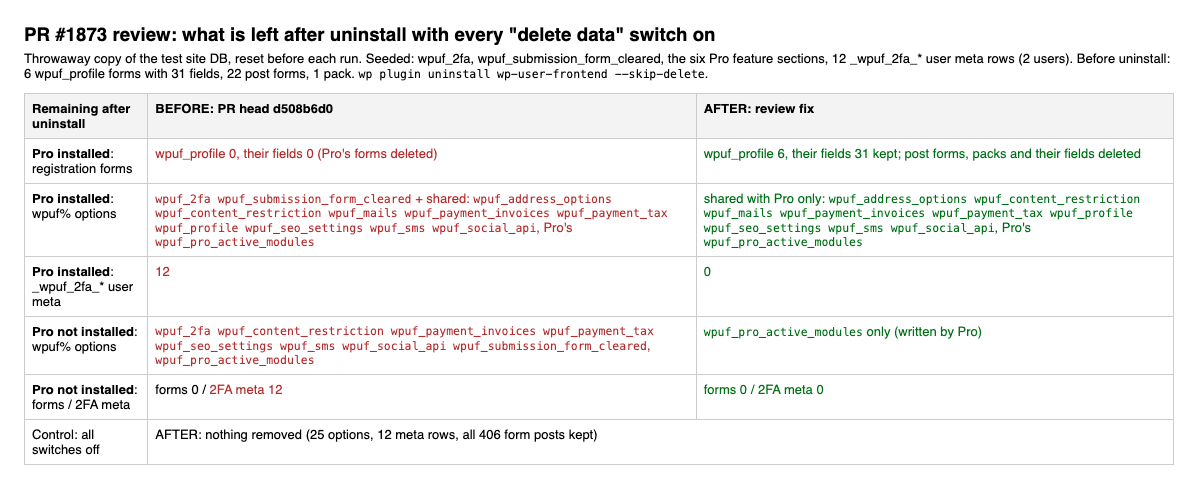 PR #1873 review: what is left after uninstall with every "delete data" switch on
Throwaway copy of the test site DB, reset before each run. Seeded: wpuf_2fa, wpuf_submission_form_cleared, the six Pro feature sections, 12 _wpuf_2fa_* user meta rows (2 users). Before uninstall:
6 wpuf_profile forms with 31 fields, 22 post forms, 1 pack. wp plugin uninstall wp-user-frontend --skip-delete.
Remaining after
uninstall
BEFORE: PR head d508b6d0
AFTER: review fix
Pro installed:
registration forms
wpuf_profile 0, their fields 0 (Pro's forms deleted)
wpuf_profile 6, their fields 31 kept; post forms, packs and their fields deleted
Pro installed:
wpuf% options
wpuf_2fa wpuf_submission_form_cleared + shared: wpuf_address_options
wpuf_content_restriction wpuf_mails wpuf_payment_invoices wpuf_payment_tax
wpuf_profile wpuf_seo_settings wpuf_sms wpuf_social_api, Pro's
wpuf_pro_active_modules
shared with Pro only: wpuf_address_options wpuf_content_restriction
wpuf_mails wpuf_payment_invoices wpuf_payment_tax wpuf_profile
wpuf_seo_settings wpuf_sms wpuf_social_api, Pro's
wpuf_pro_active_modules
Pro installed:
_wpuf_2fa_* user
meta
12
0
Pro not installed:
wpuf% options
wpuf_2fa wpuf_content_restriction wpuf_payment_invoices wpuf_payment_tax
wpuf_seo_settings wpuf_sms wpuf_social_api wpuf_submission_form_cleared,
wpuf_pro_active_modules
wpuf_pro_active_modules only (written by Pro)
Pro not installed:
forms / 2FA meta
forms 0 / 2FA meta 12
forms 0 / 2FA meta 0
Control: all
switches off
AFTER: nothing removed (25 options, 12 meta rows, all 406 form posts kept)